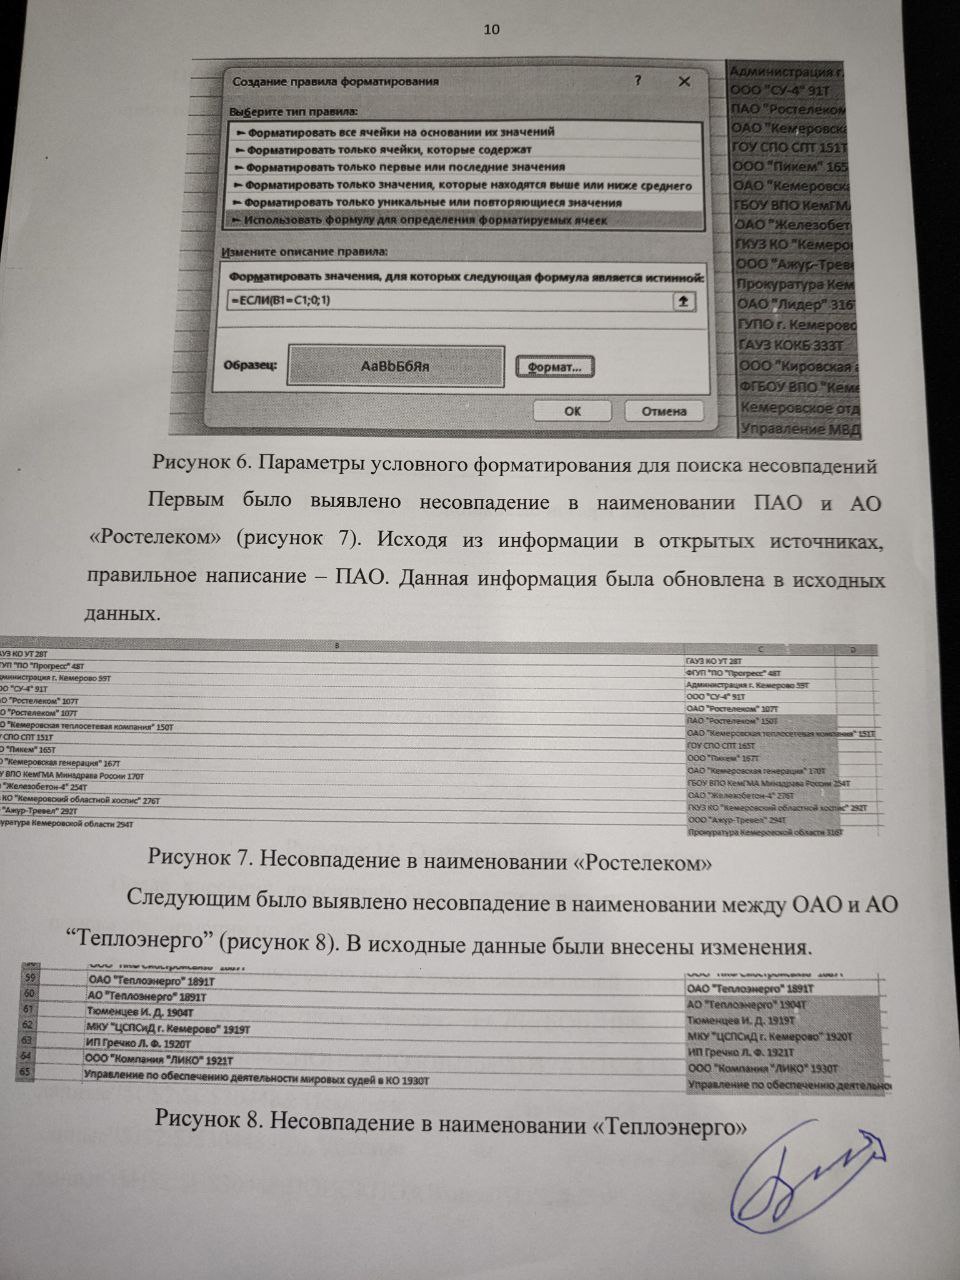 10
Создание правила форматирования ? ✕
Выберите тип правила:
► Форматировать все ячейки на основании их значений
► Форматировать только ячейки, которые содержат
► Форматировать только первые или последние значения
► Форматировать только значения, которые находятся выше или ниже среднего
► Форматировать только уникальные или повторяющиеся значения
► Использовать формулу для определения форматируемых ячеек
Измените описание правила:
Форматировать значения, для которых следующая формула является истинной:
=ЕСЛИ(B1=C1;0;1)
Образец: АаВbБбЯя Формат...
ОК Отмена
Администрация г.
ООО "СУ-4" 91Т
ПАО "Ростелеком
ОАО "Кемеровска
ГОУ СПО СПТ 151Т
ООО "Пикем" 165
ОАО "Кемеровска
ГБОУ ВПО КемГМА
ОАО "Железобет
ГКУЗ КО "Кемеро
ООО "Ажур-Треве
Прокуратура Кем
ОАО "Лидер" 316
ГУПО г. Кемерово
ГАУЗ КОКБ 333Т
ООО "Кировская
ФГБОУ ВПО "Кеме
Кемеровское отд
Управление МВД
Рисунок 6. Параметры условного форматирования для поиска несовпадений
Первым было выявлено несовпадение в наименовании ПАО и АО
«Ростелеком» (рисунок 7). Исходя из информации в открытых источниках,
правильное написание – ПАО. Данная информация была обновлена в исходных
данных.
B C D
АУЗ КО УТ 28Т ГАУЗ КО УТ 28Т
УП "ПО "Прогресс" 48Т ФГУП "ПО "Прогресс" 48Т
дминистрация г. Кемерово 59Т Администрация г. Кемерово 59Т
ОО "СУ-4" 91Т ООО "СУ-4" 91Т
АО "Ростелеком" 107Т ОАО "Ростелеком" 107Т
О "Ростелеком" 107Т ПАО "Ростелеком" 150Т
О "Кемеровская теплосетевая компания" 150Т ОАО "Кемеровская теплосетевая компания" 151Т
У СПО СПТ 151Т ГОУ СПО СПТ 165Т
О "Пикем" 165Т ООО "Пикем" 167Т
О "Кемеровская генерация" 167Т ОАО "Кемеровская генерация" 170Т
У ВПО КемГМА Минздрава России 170Т ГБОУ ВПО КемГМА Минздрава России 254Т
"Железобетон-4" 254Т ОАО "Железобетон-4" 276Т
КО "Кемеровский областной хоспис" 276Т ГКУЗ КО "Кемеровский областной хоспис" 292Т
"Ажур-Тревел" 292Т ООО "Ажур-Тревел" 294Т
уратура Кемеровской области 294Т Прокуратура Кемеровской области 316Т
Рисунок 7. Несовпадение в наименовании «Ростелеком»
Следующим было выявлено несовпадение в наименовании между ОАО и АО
“Теплоэнерго” (рисунок 8). В исходные данные были внесены изменения.
59 ОАО "Теплоэнерго" 1891Т ОАО "Теплоэнерго" 1891Т
60 АО "Теплоэнерго" 1891Т АО "Теплоэнерго" 1904Т
61 Тюменцев И. Д. 1904Т Тюменцев И. Д. 1919Т
62 МКУ "ЦСПСиД г. Кемерово" 1919Т МКУ "ЦСПСиД г. Кемерово" 1920Т
63 ИП Гречко Л. Ф. 1920Т ИП Гречко Л. Ф. 1921Т
64 ООО "Компания "ЛИКО" 1921Т ООО "Компания "ЛИКО" 1930Т
65 Управление по обеспечению деятельности мировых судей в КО 1930Т Управление по обеспечению деятельно
Рисунок 8. Несовпадение в наименовании «Теплоэнерго»